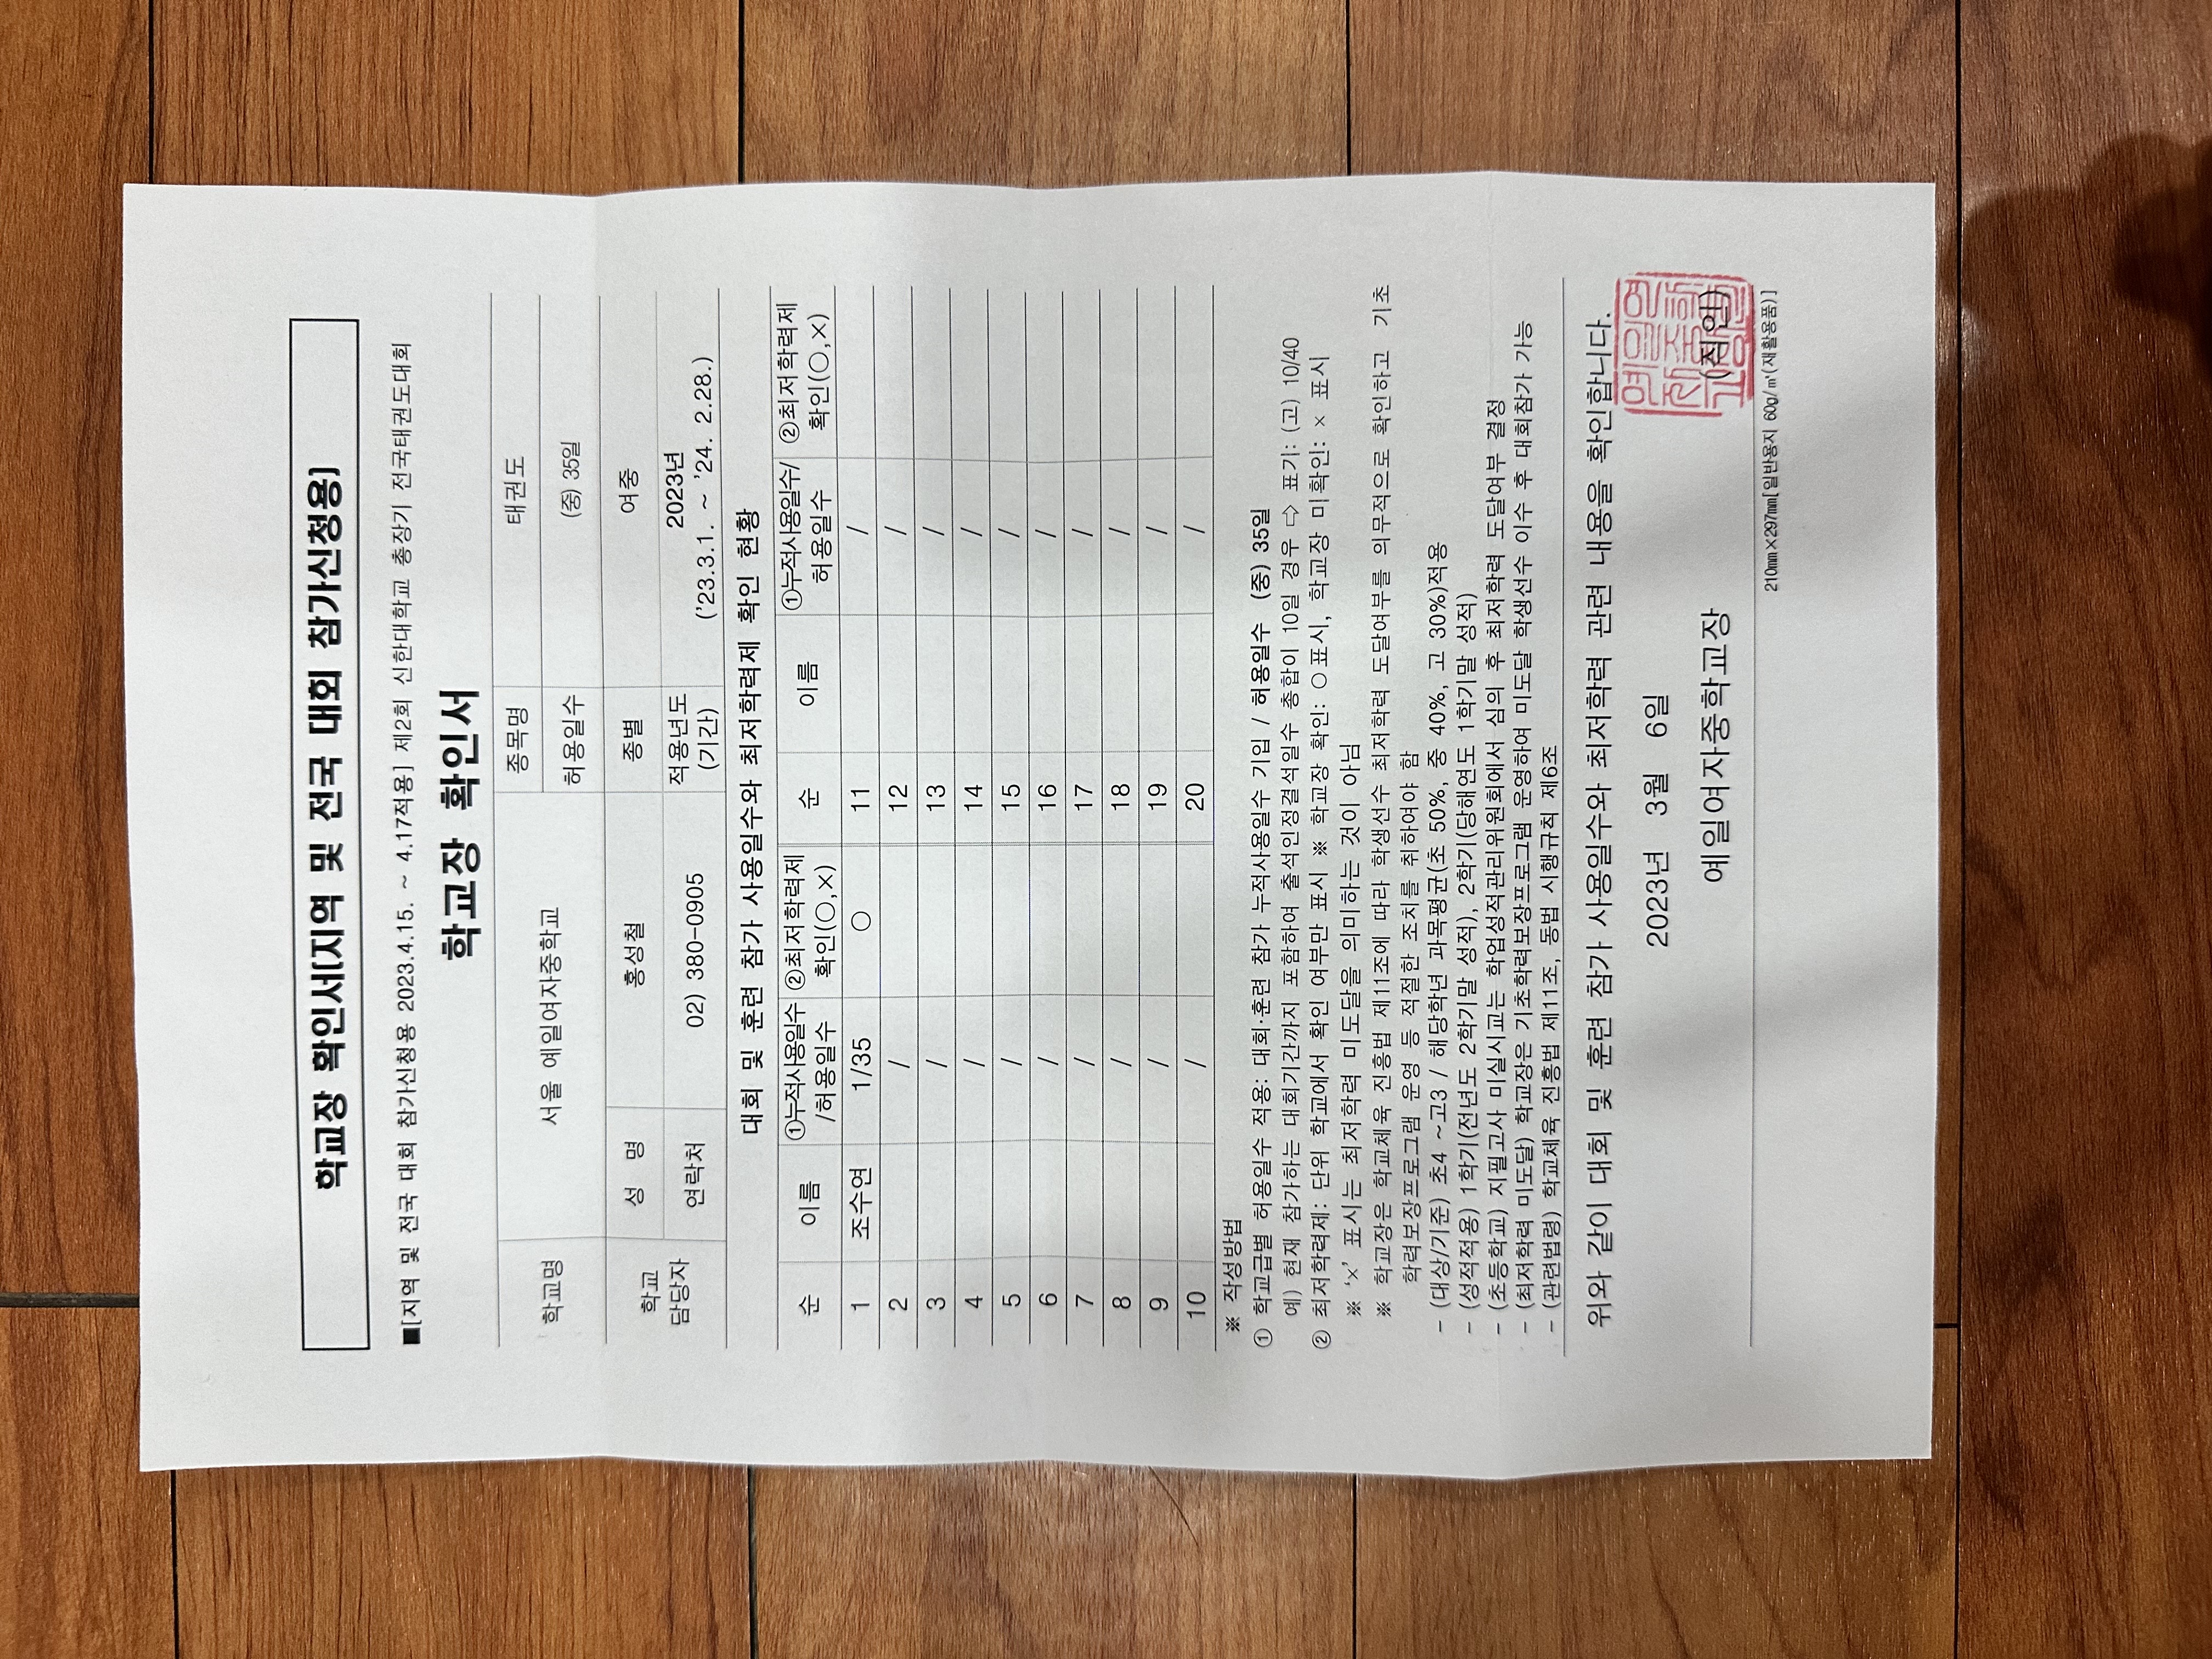 학교장 확인서(지역 및 전국 대회 참가신청용)
■[지역 및 전국 대회 참가신청용 2023.4.15. ~ 4.17적용] 제2회 신한대학교 총장기 전국태권도대회
학교장 확인서
학교명 서울 예일여자중학교 종목명 태권도
허용일수 (중) 35일
학교 담당자 성 명 홍성철 종별 여중
연락처 02) 380-0905 적용년도 (기간) 2023년 ('23.3.1. ~ '24. 2.28.)
대회 및 훈련 참가 사용일수와 최저학력제 확인 현황
순 이름 ①누적사용일수/허용일수 ②최저학력제 확인(○,×) 순 이름 ①누적사용일수/허용일수 ②최저학력제 확인(○,×)
1 조수연 1/35 ○ 11 /
2 / 12 /
3 / 13 /
4 / 14 /
5 / 15 /
6 / 16 /
7 / 17 /
8 / 18 /
9 / 19 /
10 / 20 /
※ 작성방법
① 학교급별 허용일수 적용: 대회·훈련 참가 누적사용일수 기입 / 허용일수 (중) 35일
예) 현재 참가하는 대회기간까지 포함하여 출석인정결석일수 총합이 10일 경우 ⇨ 표기: (고) 10/40
② 최저학력제: 단위 학교에서 확인 여부만 표시 ※ 학교장 확인: ○표시, 학교장 미확인: × 표시
※ '×' 표시는 최저학력 미도달을 의미하는 것이 아님
※ 학교장은 학교체육 진흥법 제11조에 따라 학생선수 최저학력 도달여부를 의무적으로 확인하고 기초
학력보장프로그램 운영 등 적절한 조치를 취하여야 함
- (대상/기준) 초4 ~고3 / 해당학년 과목평균(초 50%, 중 40%, 고 30%)적용
- (성적적용) 1학기(전년도 2학기말 성적), 2학기(당해연도 1학기말 성적)
- (초등학교) 지필고사 미실시교는 학업성적관리위원회에서 심의 후 최저학력 도달여부 결정
- (최저학력 미도달) 학교장은 기초학력보장프로그램 운영하여 미도달 학생선수 이수 후 대회참가 가능
- (관련법령) 학교체육 진흥법 제11조, 동법 시행규칙 제6조
위와 같이 대회 및 훈련 참가 사용일수와 최저학력 관련 내용을 확인합니다.
2023년 3월 6일
예일여자중학교장 (직인)
210㎜×297㎜[일반용지 60g/㎡(재활용품)]